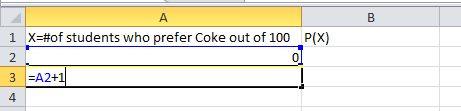 A B
1 X=#of students who prefer Coke out of 100 P(X)
2 0
3 =A2+1
4